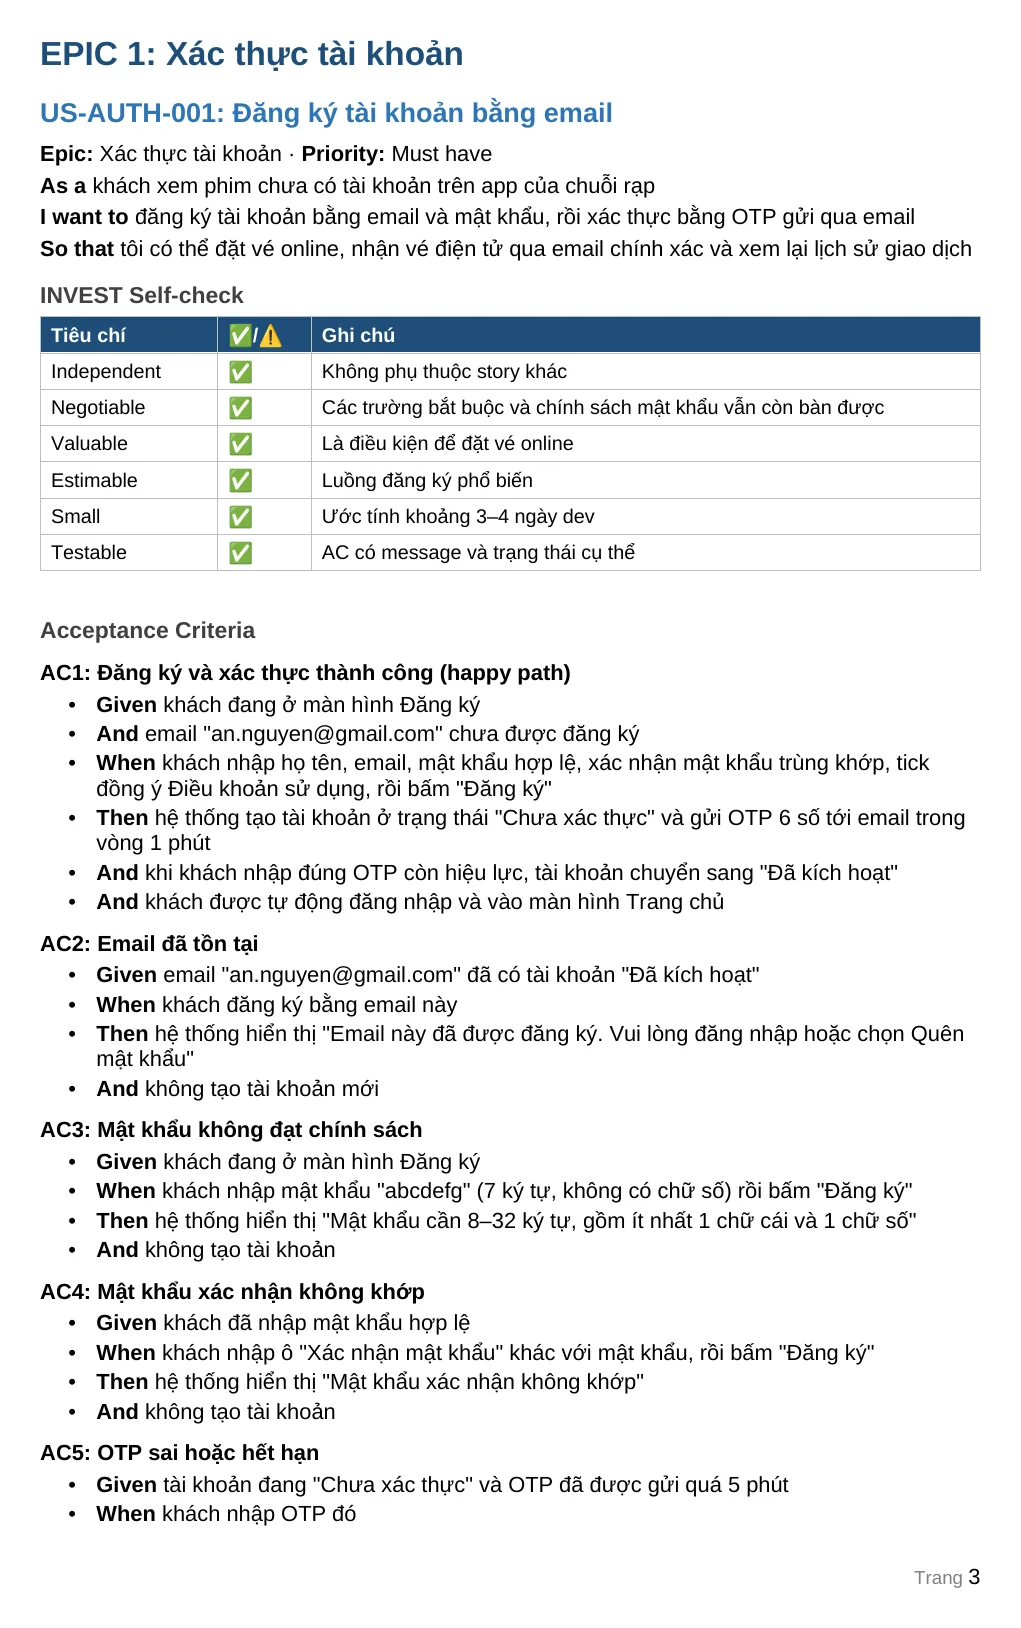 EPIC 1: Xác thực tài khoản
US-AUTH-001: Đăng ký tài khoản bằng email
Epic: Xác thực tài khoản · Priority: Must have
As a khách xem phim chưa có tài khoản trên app của chuỗi rạp
I want to đăng ký tài khoản bằng email và mật khẩu, rồi xác thực bằng OTP gửi qua email
So that tôi có thể đặt vé online, nhận vé điện tử qua email chính xác và xem lại lịch sử giao dịch
INVEST Self-check
Tiêu chí ✅/⚠️ Ghi chú
Independent ✅ Không phụ thuộc story khác
Negotiable ✅ Các trường bắt buộc và chính sách mật khẩu vẫn còn bàn được
Valuable ✅ Là điều kiện để đặt vé online
Estimable ✅ Luồng đăng ký phổ biến
Small ✅ Ước tính khoảng 3–4 ngày dev
Testable ✅ AC có message và trạng thái cụ thể
Acceptance Criteria
AC1: Đăng ký và xác thực thành công (happy path)
• Given khách đang ở màn hình Đăng ký
• And email "an.nguyen@gmail.com" chưa được đăng ký
• When khách nhập họ tên, email, mật khẩu hợp lệ, xác nhận mật khẩu trùng khớp, tick
đồng ý Điều khoản sử dụng, rồi bấm "Đăng ký"
• Then hệ thống tạo tài khoản ở trạng thái "Chưa xác thực" và gửi OTP 6 số tới email trong
vòng 1 phút
• And khi khách nhập đúng OTP còn hiệu lực, tài khoản chuyển sang "Đã kích hoạt"
• And khách được tự động đăng nhập và vào màn hình Trang chủ
AC2: Email đã tồn tại
• Given email "an.nguyen@gmail.com" đã có tài khoản "Đã kích hoạt"
• When khách đăng ký bằng email này
• Then hệ thống hiển thị "Email này đã được đăng ký. Vui lòng đăng nhập hoặc chọn Quên
mật khẩu"
• And không tạo tài khoản mới
AC3: Mật khẩu không đạt chính sách
• Given khách đang ở màn hình Đăng ký
• When khách nhập mật khẩu "abcdefg" (7 ký tự, không có chữ số) rồi bấm "Đăng ký"
• Then hệ thống hiển thị "Mật khẩu cần 8–32 ký tự, gồm ít nhất 1 chữ cái và 1 chữ số"
• And không tạo tài khoản
AC4: Mật khẩu xác nhận không khớp
• Given khách đã nhập mật khẩu hợp lệ
• When khách nhập ô "Xác nhận mật khẩu" khác với mật khẩu, rồi bấm "Đăng ký"
• Then hệ thống hiển thị "Mật khẩu xác nhận không khớp"
• And không tạo tài khoản
AC5: OTP sai hoặc hết hạn
• Given tài khoản đang "Chưa xác thực" và OTP đã được gửi quá 5 phút
• When khách nhập OTP đó
Trang 3